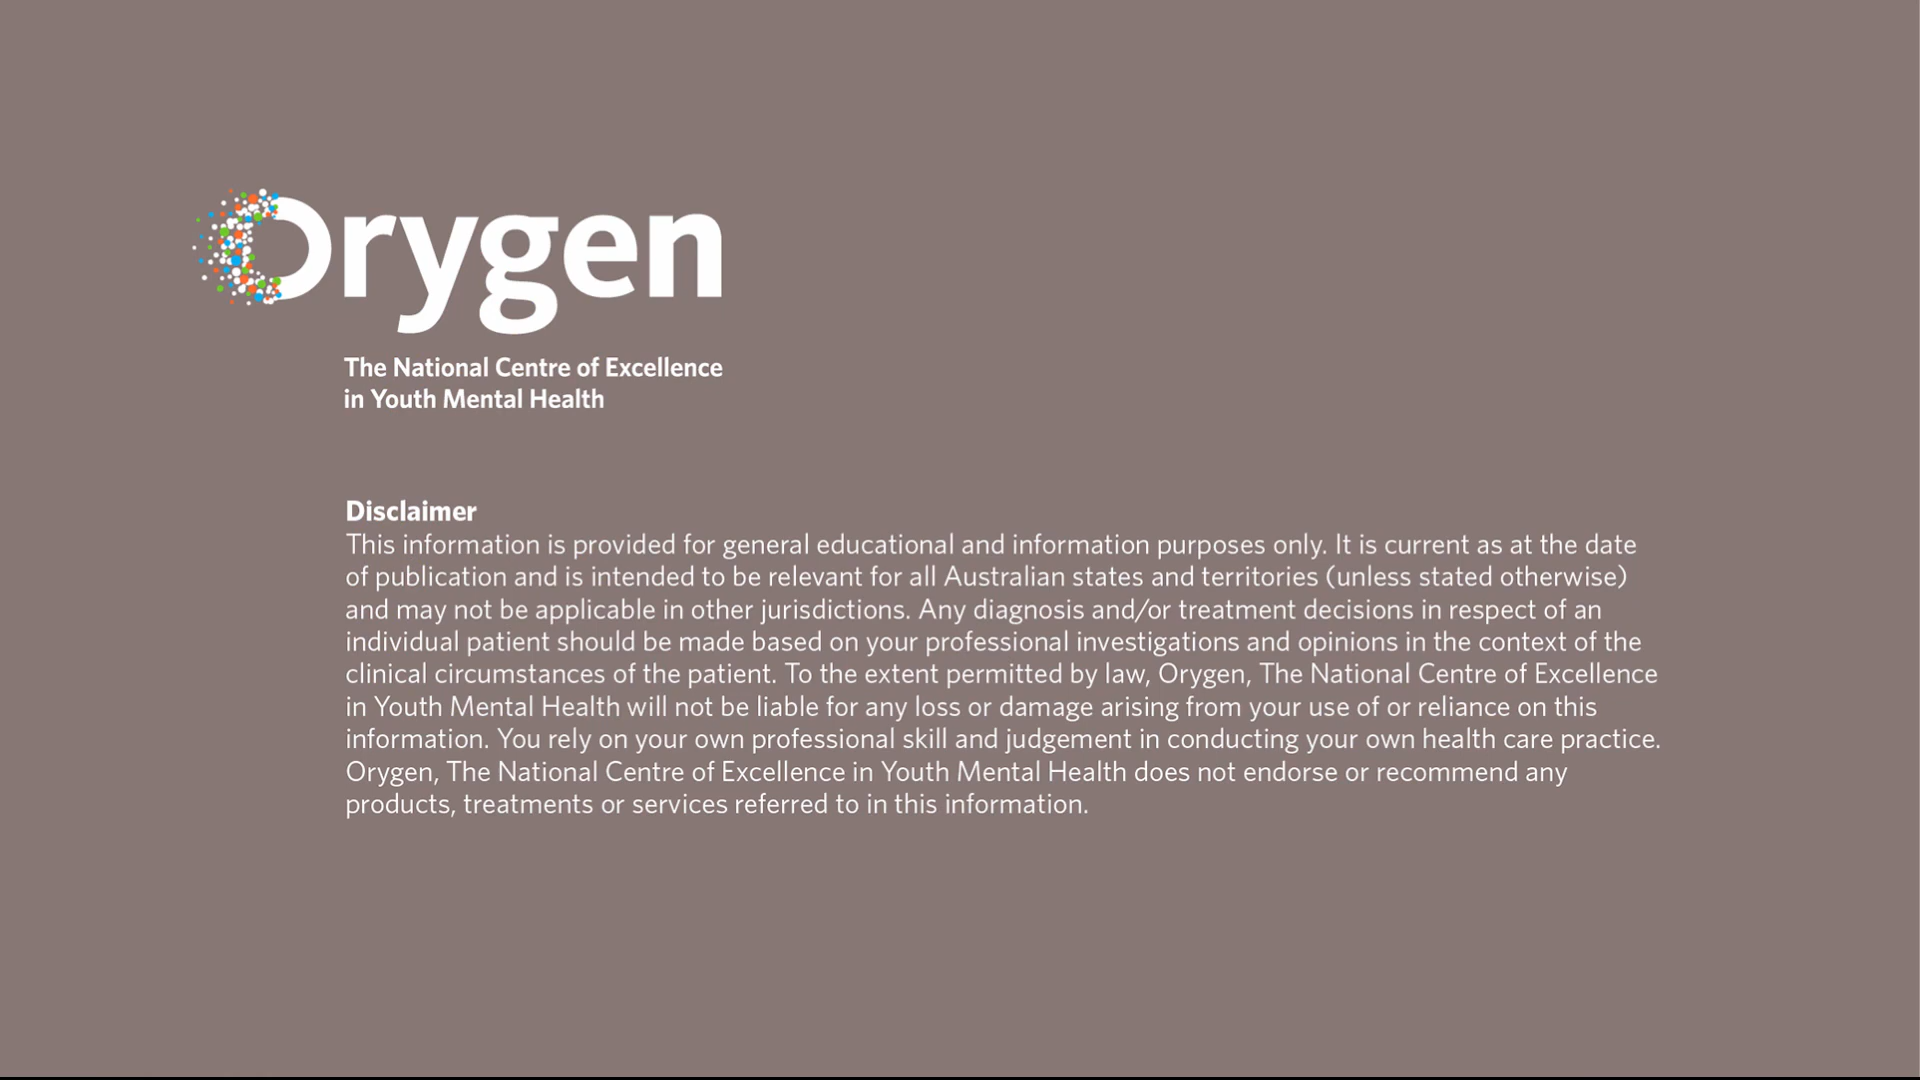 Orygen
The National Centre of Excellence
in Youth Mental Health
Disclaimer
This information is provided for general educational and information purposes only. It is current as at the date
of publication and is intended to be relevant for all Australian states and territories (unless stated otherwise)
and may not be applicable in other jurisdictions. Any diagnosis and/or treatment decisions in respect of an
individual patient should be made based on your professional investigations and opinions in the context of the
clinical circumstances of the patient. To the extent permitted by law, Orygen, The National Centre of Excellence
in Youth Mental Health will not be liable for any loss or damage arising from your use of or reliance on this
information. You rely on your own professional skill and judgement in conducting your own health care practice.
Orygen, The National Centre of Excellence in Youth Mental Health does not endorse or recommend any
products, treatments or services referred to in this information.